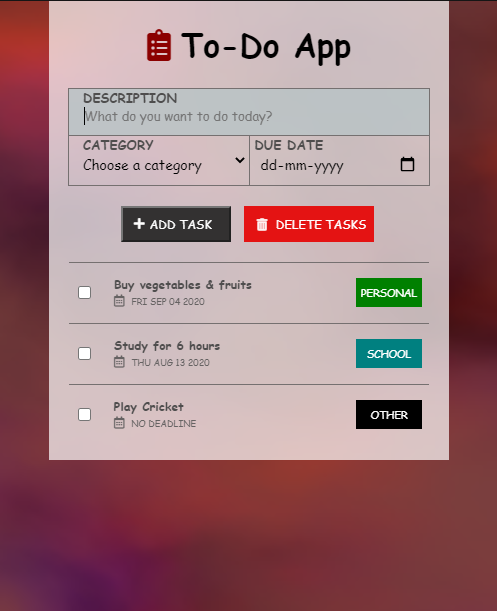 To-Do App
DESCRIPTION
What do you want to do today?
CATEGORY DUE DATE
Choose a category dd-mm-yyyy
ADD TASK DELETE TASKS
Buy vegetables & fruits
FRI SEP 04 2020
PERSONAL
Study for 6 hours
THU AUG 13 2020
SCHOOL
Play Cricket
NO DEADLINE
OTHER